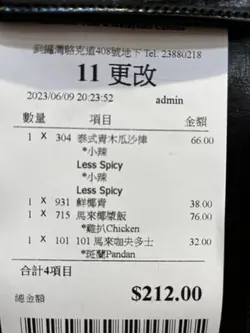 銅鑼灣駱克道408號地下 Tel. 23880218
11 更改
2023/06/09 20:23:52 admin
數量 項目 金額
1 X 304 泰式青木瓜沙律 66.00
*小辣
Less Spicy
*小辣
Less Spicy
1 X 931 鮮椰青 38.00
1 X 715 馬來椰漿飯 76.00
*雞扒Chicken
1 X 101 101 馬來咖央多士 32.00
*斑蘭Pandan
合計4項目
總金額 $212.00